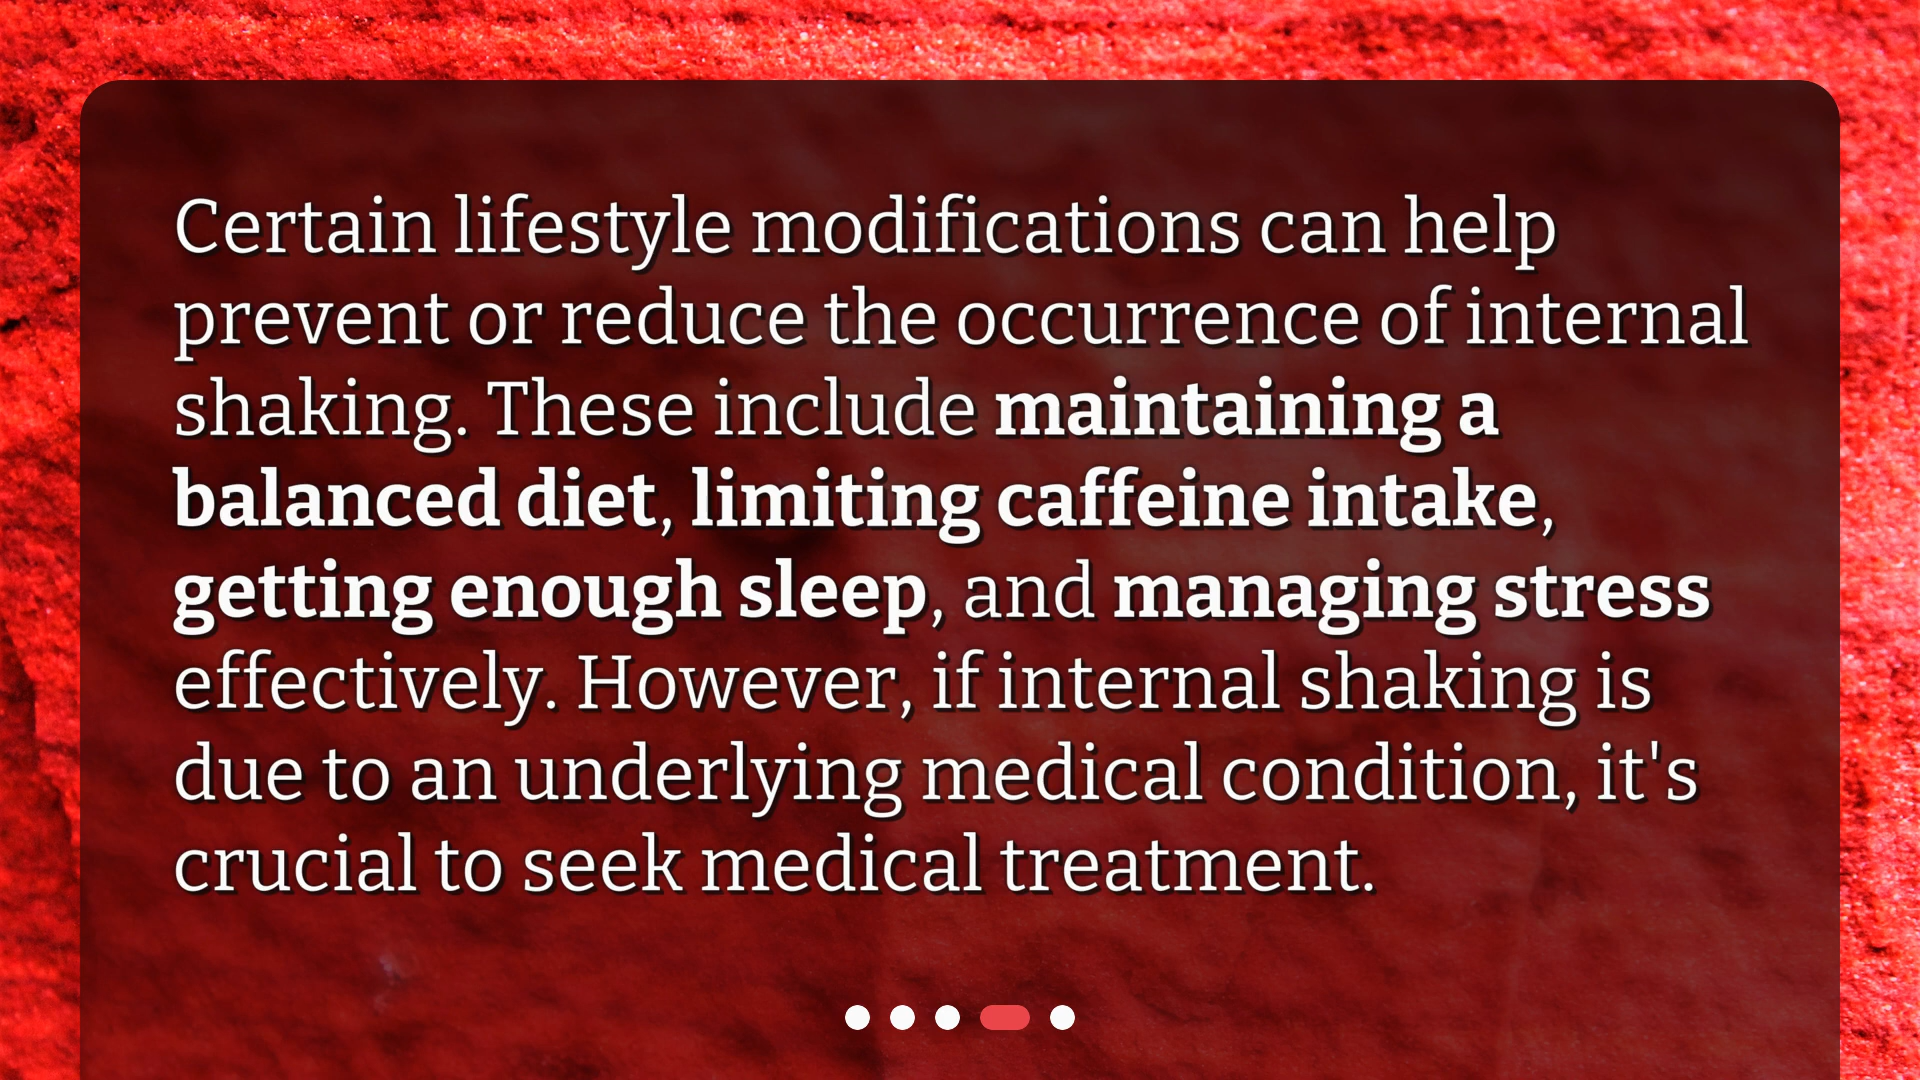 Certain lifestyle modifications can help
prevent or reduce the occurrence of internal
shaking. These include maintaining a
balanced diet, limiting caffeine intake,
getting enough sleep, and managing stress
effectively. However, if internal shaking is
due to an underlying medical condition, it's
crucial to seek medical treatment.